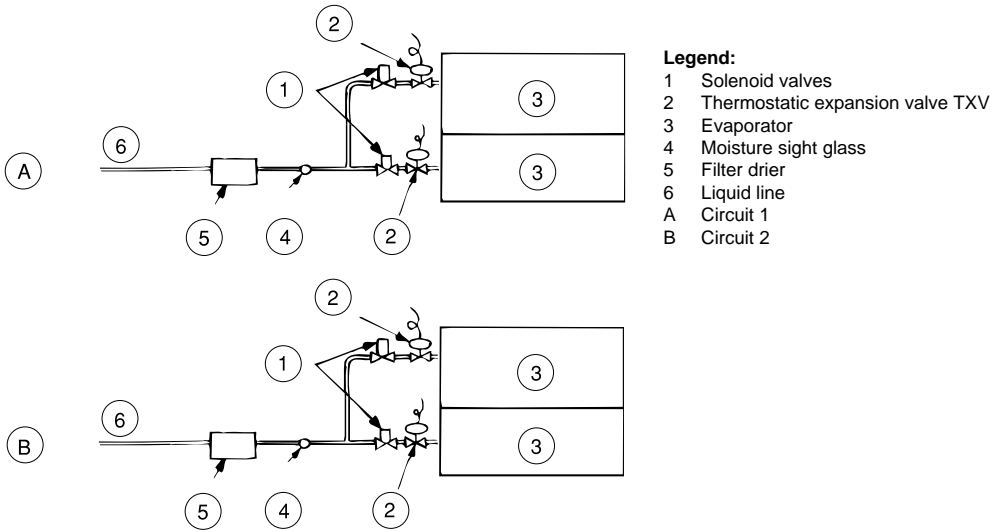 2
1
3
6
A
3
5
4
2
Legend:
1 Solenoid valves
2 Thermostatic expansion valve TXV
3 Evaporator
4 Moisture sight glass
5 Filter drier
6 Liquid line
A Circuit 1
B Circuit 2
2
1
3
6
B
3
5
4
2